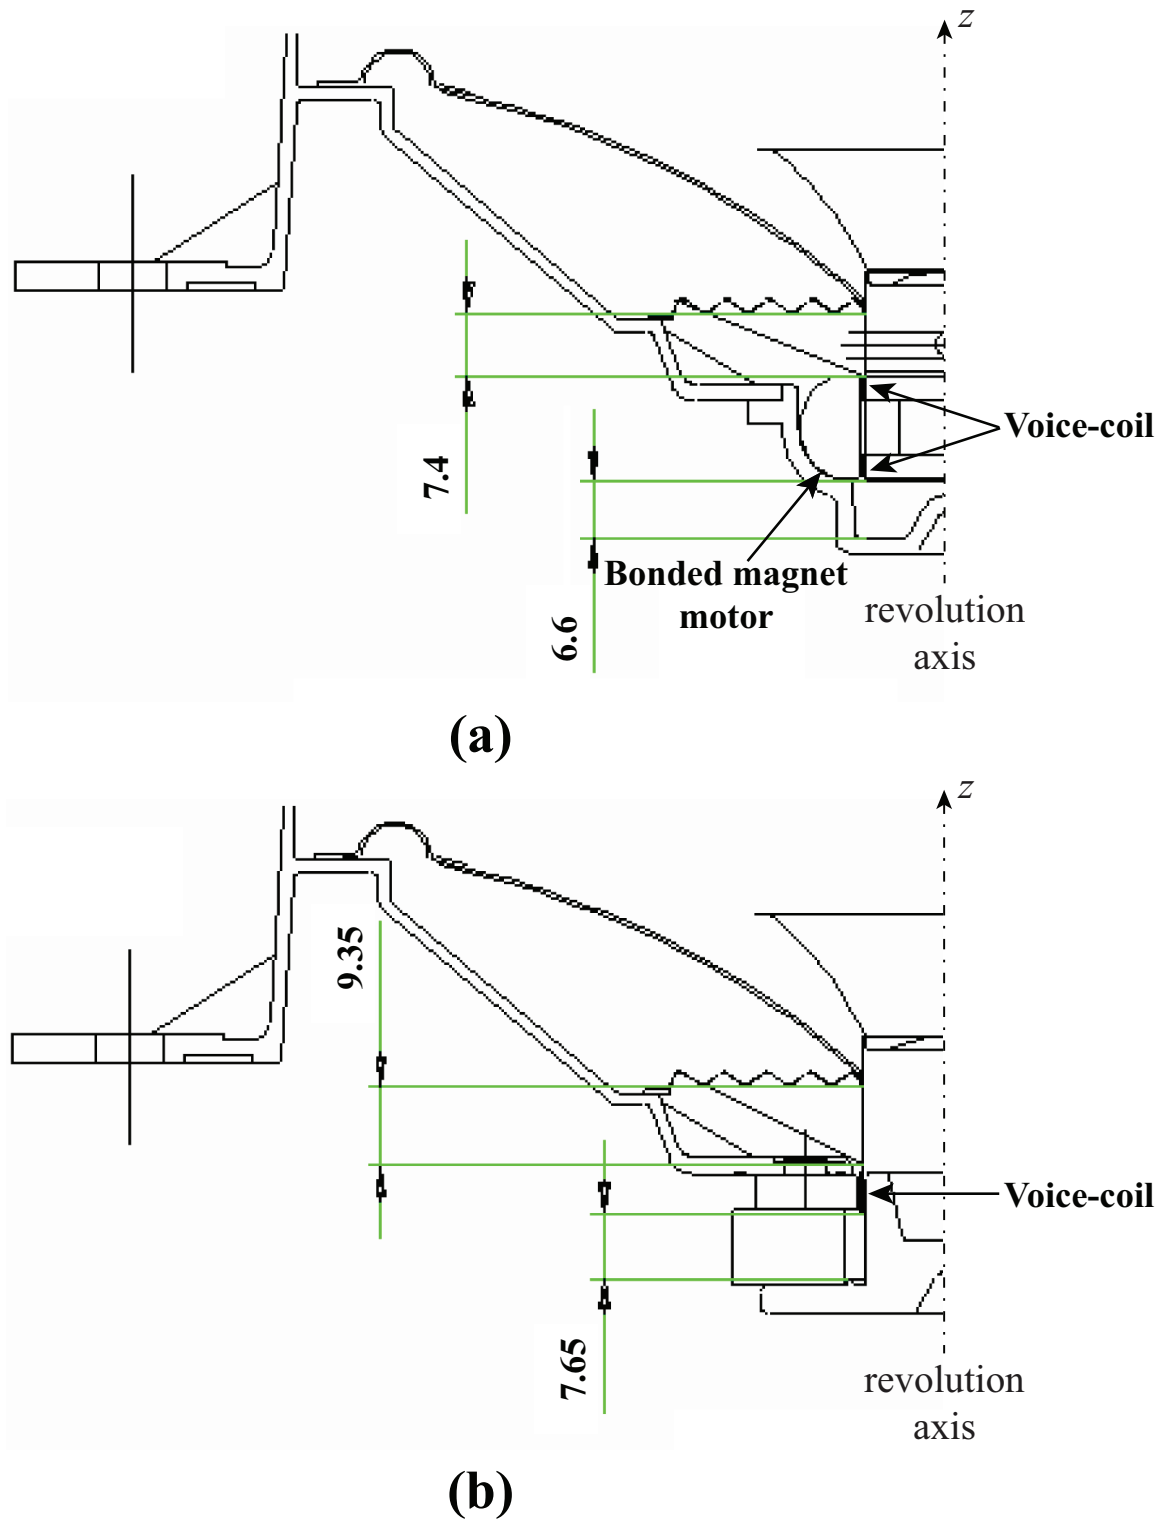 z
7.4
Voice-coil
6.6
Bonded magnet
motor
revolution
axis
(a)
z
9.35
Voice-coil
7.65
revolution
axis
(b)